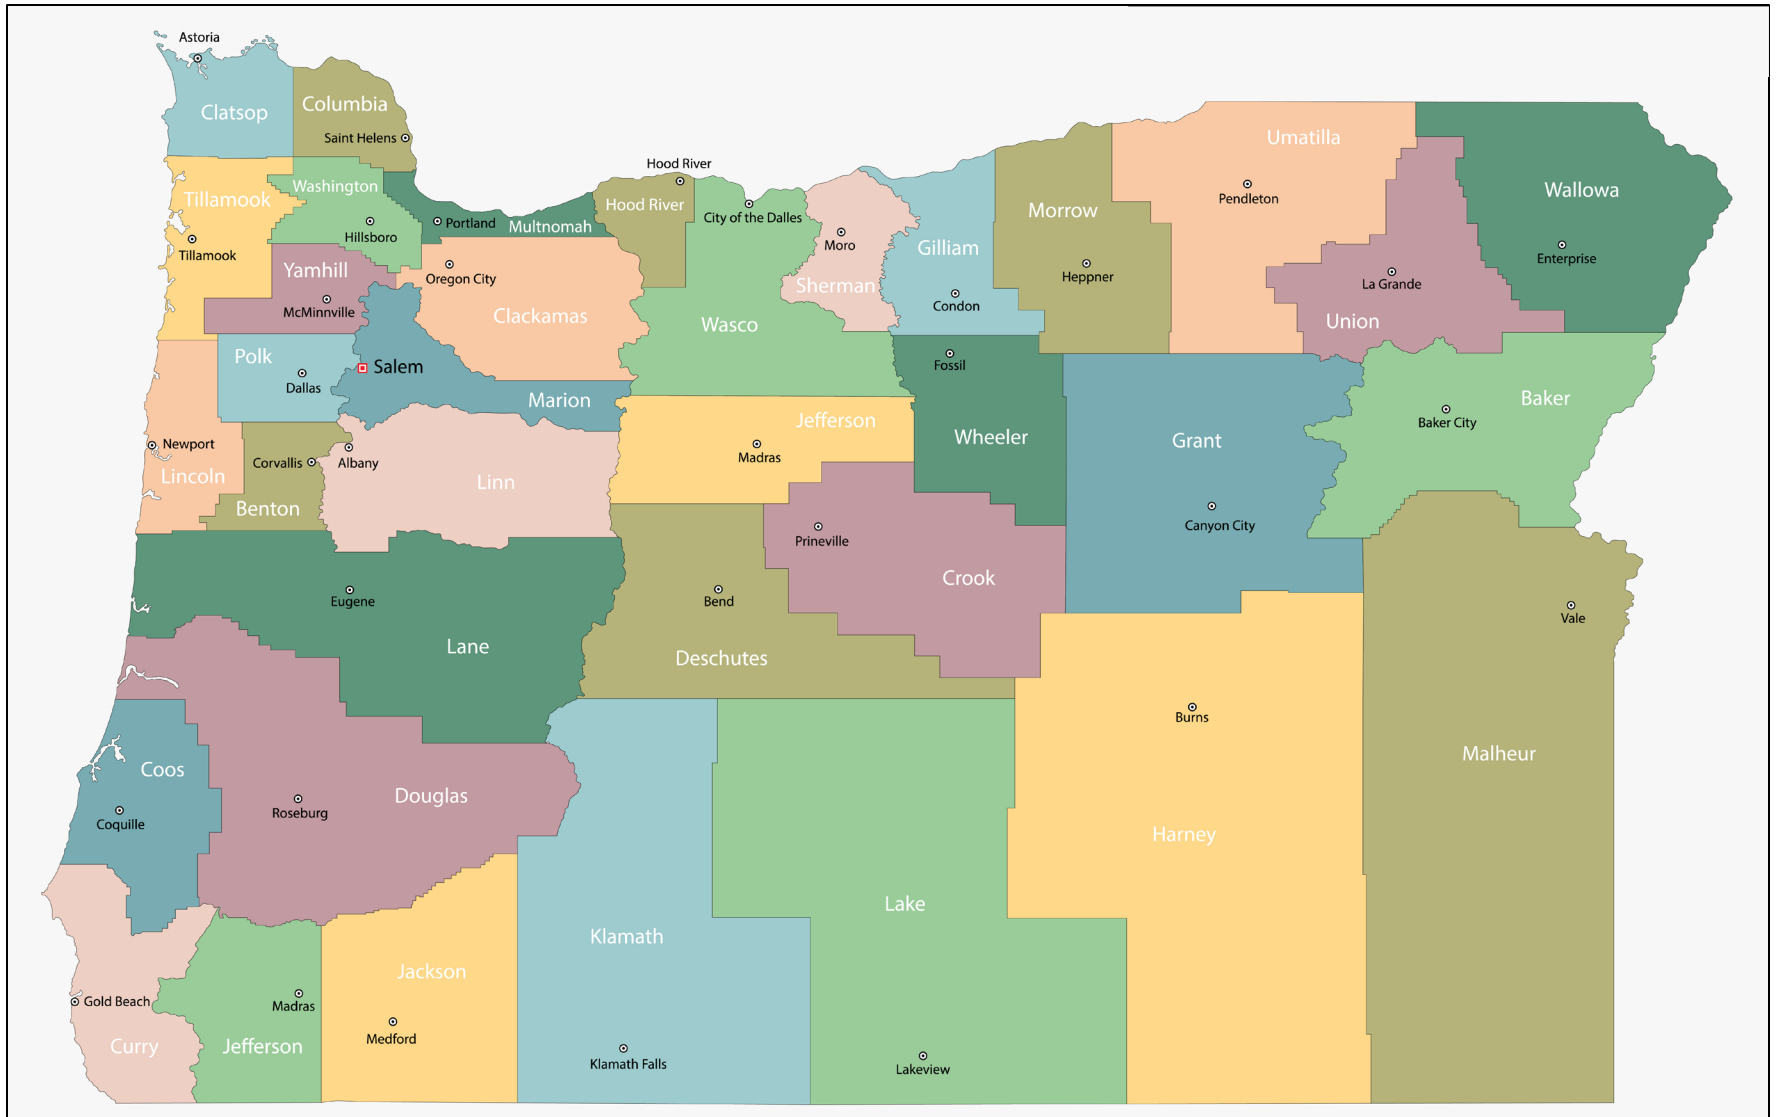 Astoria
Clatsop
Columbia
Saint Helens
Hood River
Umatilla
Washington
Tillamook
Wallowa
Pendleton
Hood River
City of the Dalles
Morrow
Portland
Multnomah
Hillsboro
Moro
Gilliam
Tillamook
Enterprise
Yamhill
Oregon City
Heppner
La Grande
Sherman
McMinnville
Condon
Clackamas
Wasco
Union
Polk
Salem
Fossil
Dallas
Marion
Baker
Jefferson
Baker City
Wheeler
Grant
Newport
Madras
Corvallis
Albany
Lincoln
Linn
Benton
Canyon City
Prineville
Crook
Eugene
Bend
Vale
Lane
Deschutes
Burns
Malheur
Coos
Douglas
Roseburg
Coquille
Harney
Lake
Klamath
Jackson
Gold Beach
Madras
Medford
Curry
Jefferson
Klamath Falls
Lakeview